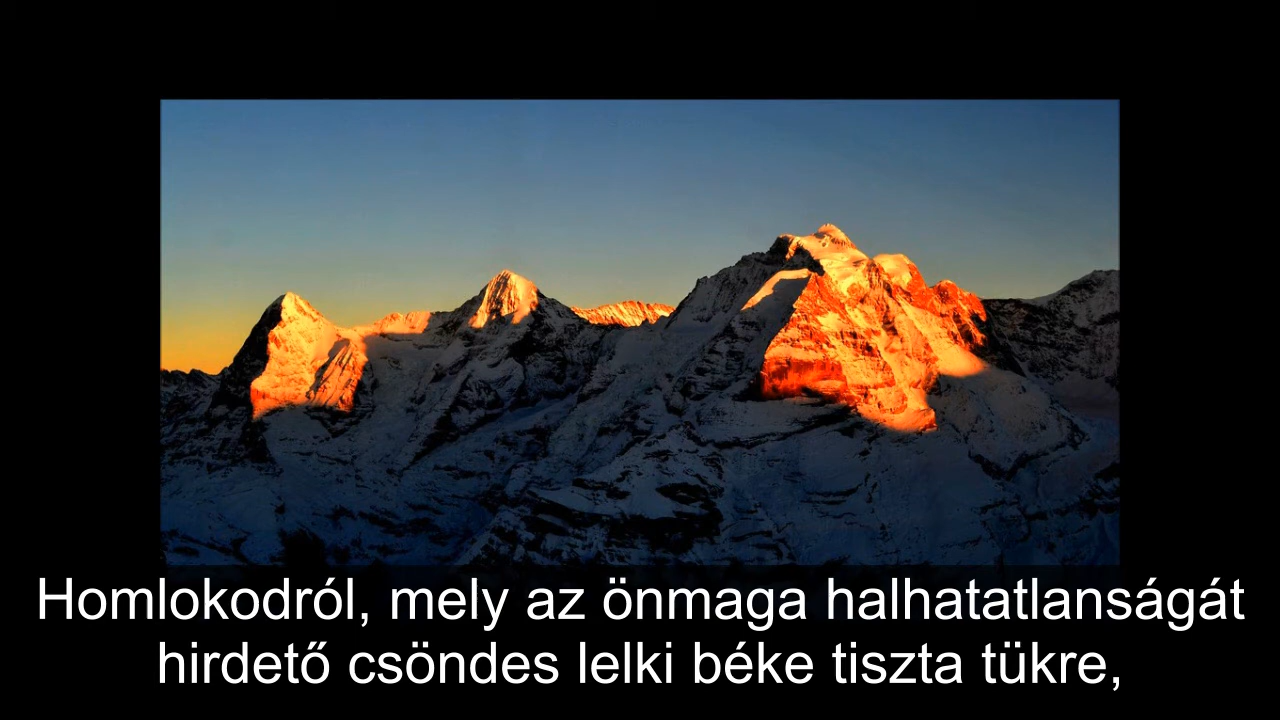 Homlokodról, mely az önmaga halhatatlanságát
hirdető csöndes lelki béke tiszta tükre,